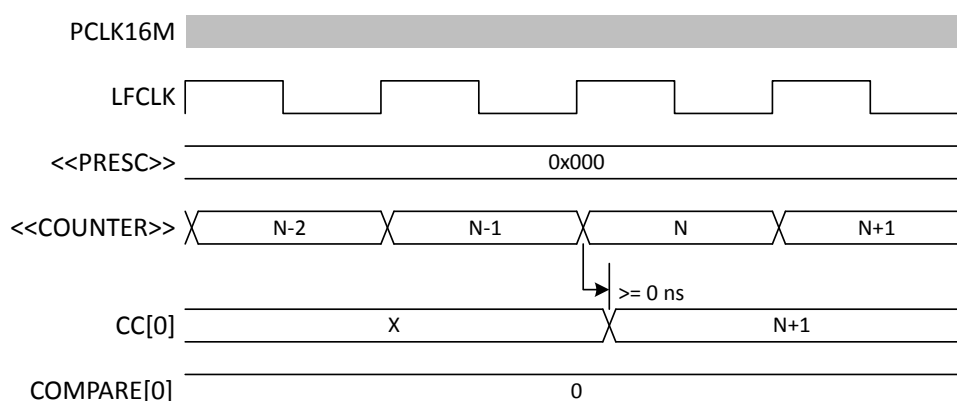 PCLK16M
LFCLK
<<PRESC>> 0x000
<<COUNTER>> N-2 N-1 N N+1
>= 0 ns
CC[0] X N+1
COMPARE[0] 0